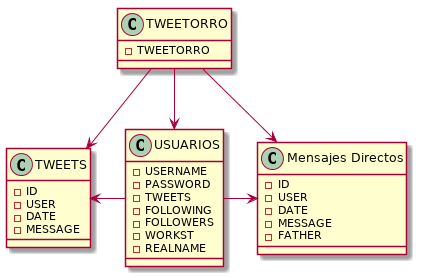 C TWEETORRO
TWEETORRO
C TWEETS
ID
USER
DATE
MESSAGE
C USUARIOS
USERNAME
PASSWORD
TWEETS
FOLLOWING
FOLLOWERS
WORKST
REALNAME
C Mensajes Directos
ID
USER
DATE
MESSAGE
FATHER